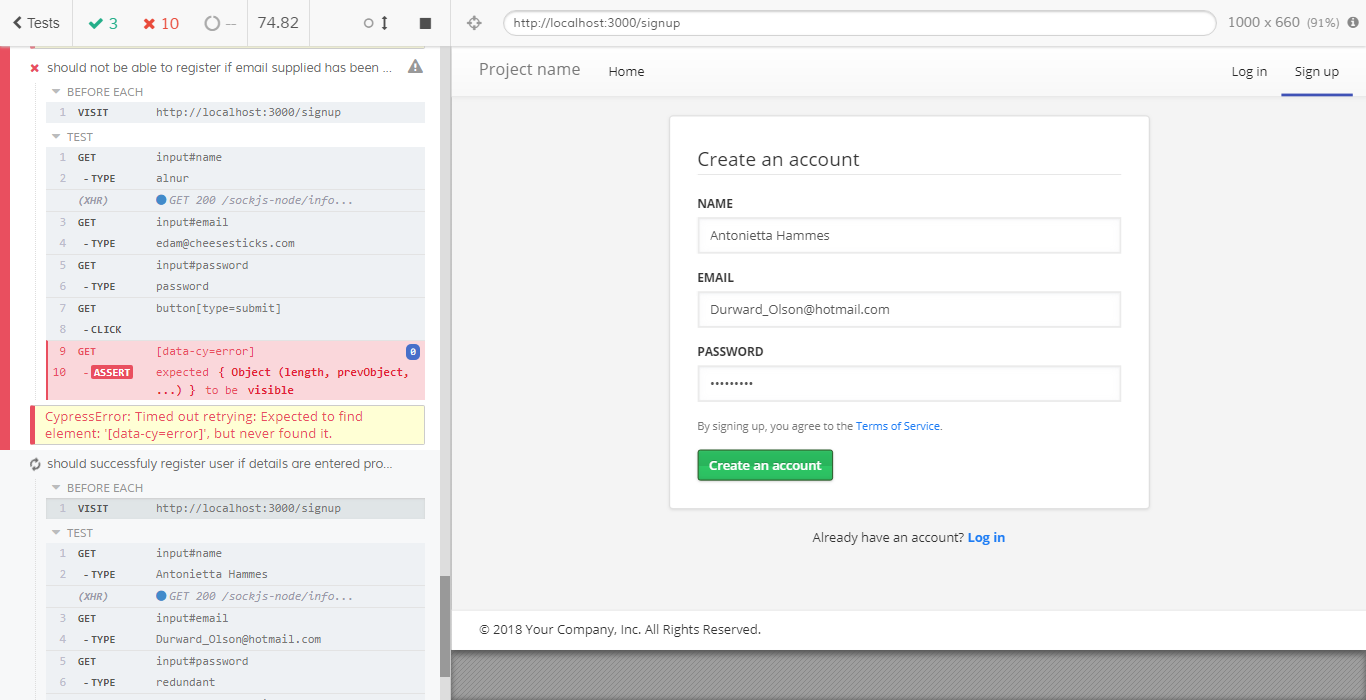 Tests 3 10 -- 74.82
should not be able to register if email supplied has been ...
BEFORE EACH
1 VISIT http://localhost:3000/signup
TEST
1 GET input#name
2 - TYPE alnur
(XHR) GET 200 /sockjs-node/info...
3 GET input#email
4 - TYPE edam@cheesesticks.com
5 GET input#password
6 - TYPE password
7 GET button[type=submit]
8 - CLICK
9 GET [data-cy=error] 0
10 - ASSERT expected { Object (length, prevObject,
...) } to be visible
CypressError: Timed out retrying: Expected to find
element: '[data-cy=error]', but never found it.
should successfuly register user if details are entered pro...
BEFORE EACH
1 VISIT http://localhost:3000/signup
TEST
1 GET input#name
2 - TYPE Antonietta Hammes
(XHR) GET 200 /sockjs-node/info...
3 GET input#email
4 - TYPE Durward_Olson@hotmail.com
5 GET input#password
6 - TYPE redundant
http://localhost:3000/signup 1000 x 660 (91%)
Project name Home Log in Sign up
Create an account
NAME
Antonietta Hammes
EMAIL
Durward_Olson@hotmail.com
PASSWORD
•••••••••
By signing up, you agree to the Terms of Service.
Create an account
Already have an account? Log in
© 2018 Your Company, Inc. All Rights Reserved.